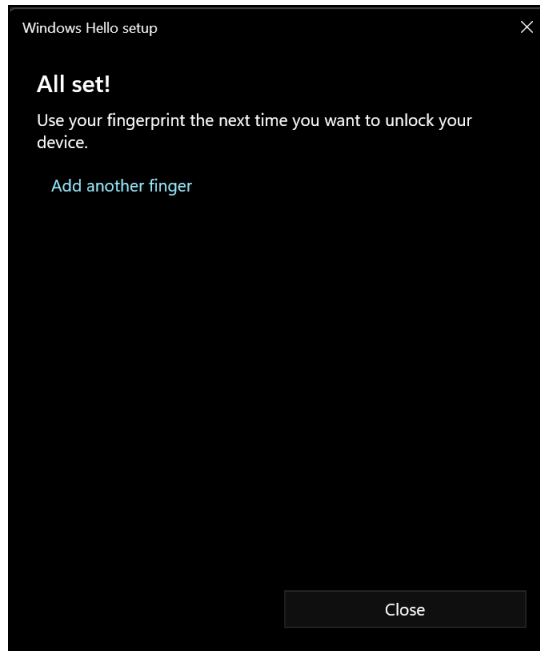 Windows Hello setup
All set!
Use your fingerprint the next time you want to unlock your
device.
Add another finger
Close